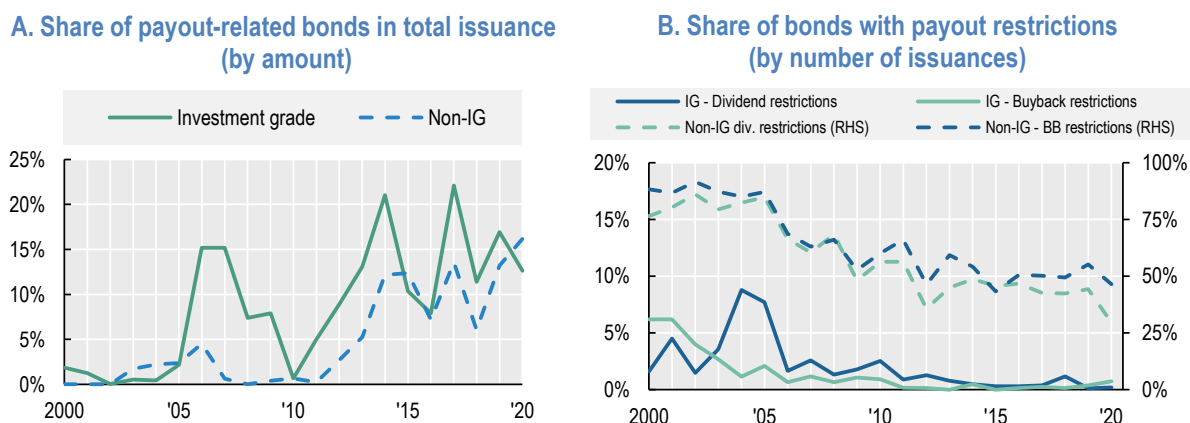 A. Share of payout-related bonds in total issuance
(by amount)
Investment grade
Non-IG
25%
20%
15%
10%
5%
0%
2000
'05
'10
'15
'20
B. Share of bonds with payout restrictions
(by number of issuances)
IG - Dividend restrictions
IG - Buyback restrictions
Non-IG div. restrictions (RHS)
Non-IG - BB restrictions (RHS)
20%
15%
10%
5%
0%
100%
75%
50%
25%
0%
2000
'05
'10
'15
'20